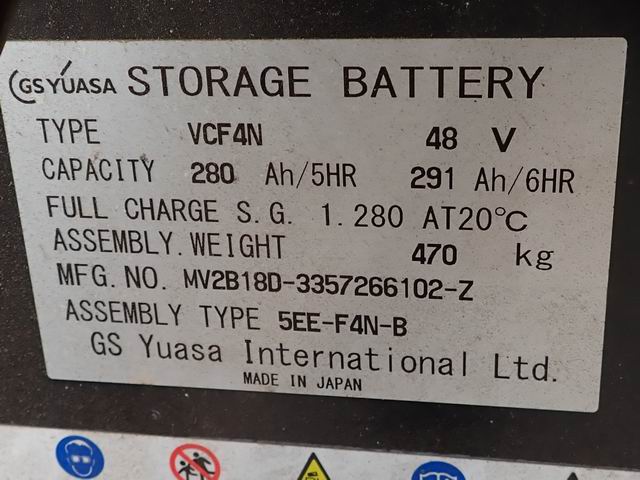 GS YUASA STORAGE BATTERY
TYPE VCF4N 48 V
CAPACITY 280 Ah/5HR 291 Ah/6HR
FULL CHARGE S.G. 1.280 AT20℃
ASSEMBLY.WEIGHT 470 kg
MFG.NO. MV2B18D-3357266102-Z
ASSEMBLY TYPE 5EE-F4N-B
GS Yuasa International Ltd.
MADE IN JAPAN